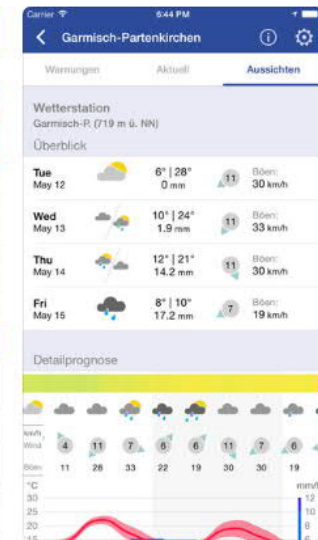 Carrier 6:44 PM
Garmisch-Partenkirchen
Warnungen Aktuell Aussichten
Wetterstation
Garmisch-P. (719 m ü. NN)
Überblick
Tue 6° | 28° 11 Böen:
May 12 0 mm 30 km/h
Wed 10° | 24° 11 Böen:
May 13 1.9 mm 33 km/h
Thu 12° | 21° 11 Böen:
May 14 14.2 mm 30 km/h
Fri 8° | 10° 7 Böen:
May 15 17.2 mm 19 km/h
Detailprognose
km/h
Wind 4 11 7 6 6 11 7 6
Böen 11 28 33 22 19 30 30 19
°C mm/h
30 12
25 10
20 8
15 6